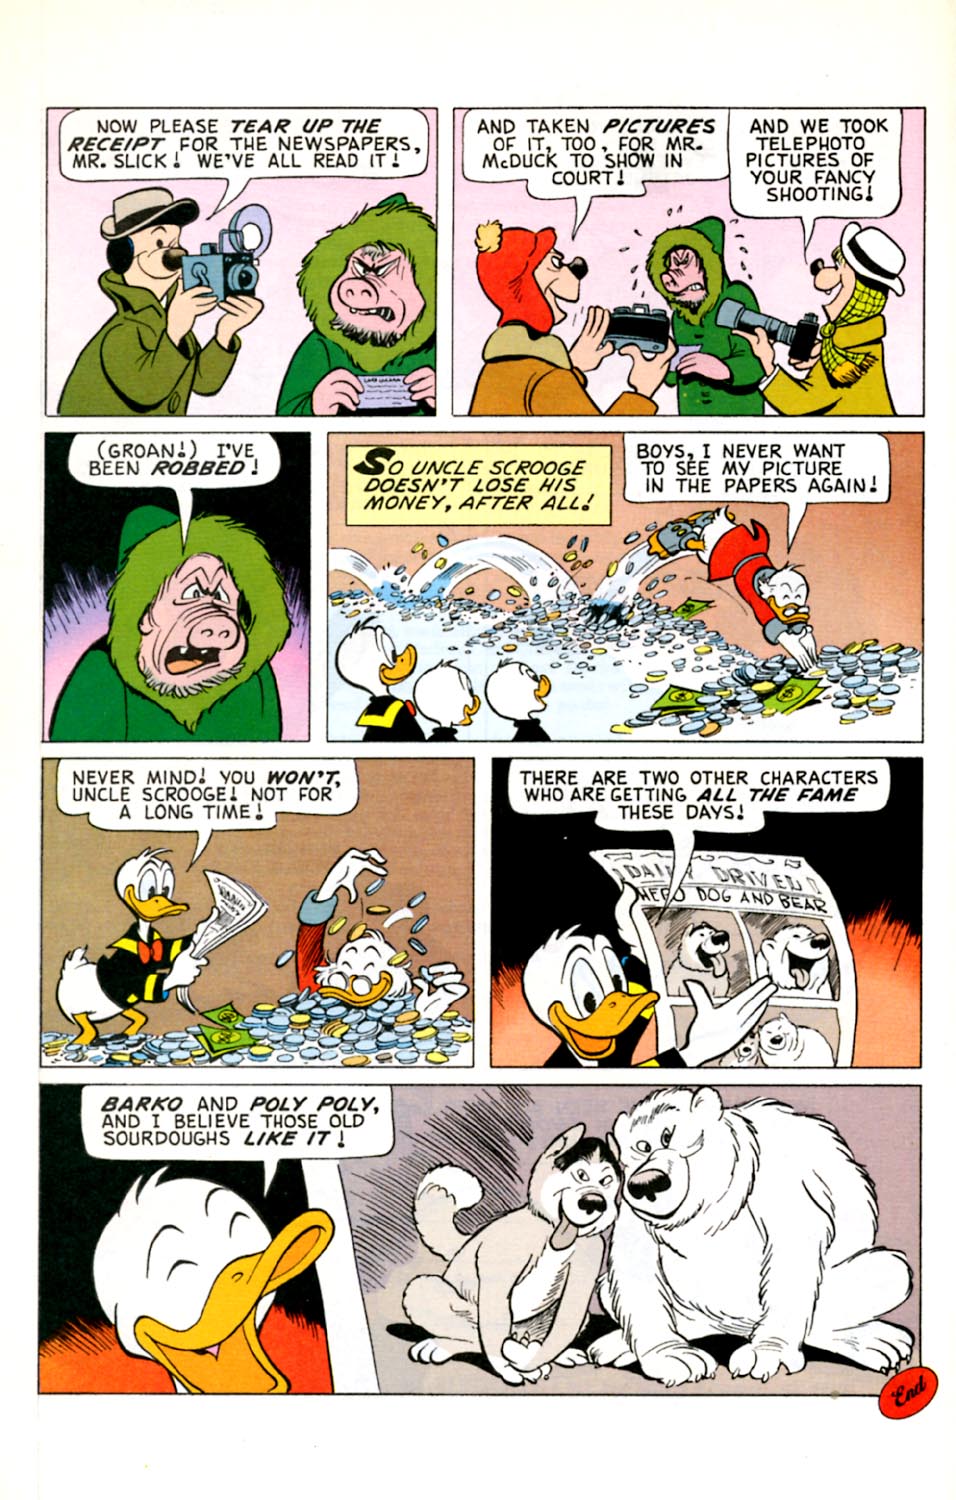 NOW PLEASE TEAR UP THE
RECEIPT FOR THE NEWSPAPERS,
MR. SLICK! WE'VE ALL READ IT!
AND TAKEN PICTURES
OF IT, TOO, FOR MR.
McDUCK TO SHOW IN
COURT!
AND WE TOOK
TELEPHOTO
PICTURES OF
YOUR FANCY
SHOOTING!
(GROAN!) I'VE
BEEN ROBBED!
SO UNCLE SCROOGE
DOESN'T LOSE HIS
MONEY, AFTER ALL!
BOYS, I NEVER WANT
TO SEE MY PICTURE
IN THE PAPERS AGAIN!
NEVER MIND! YOU WON'T,
UNCLE SCROOGE! NOT FOR
A LONG TIME!
THERE ARE TWO OTHER CHARACTERS
WHO ARE GETTING ALL THE FAME
THESE DAYS!
DOG AND BEAR
BARKO AND POLY POLY,
AND I BELIEVE THOSE OLD
SOURDOUGHS LIKE IT!
End